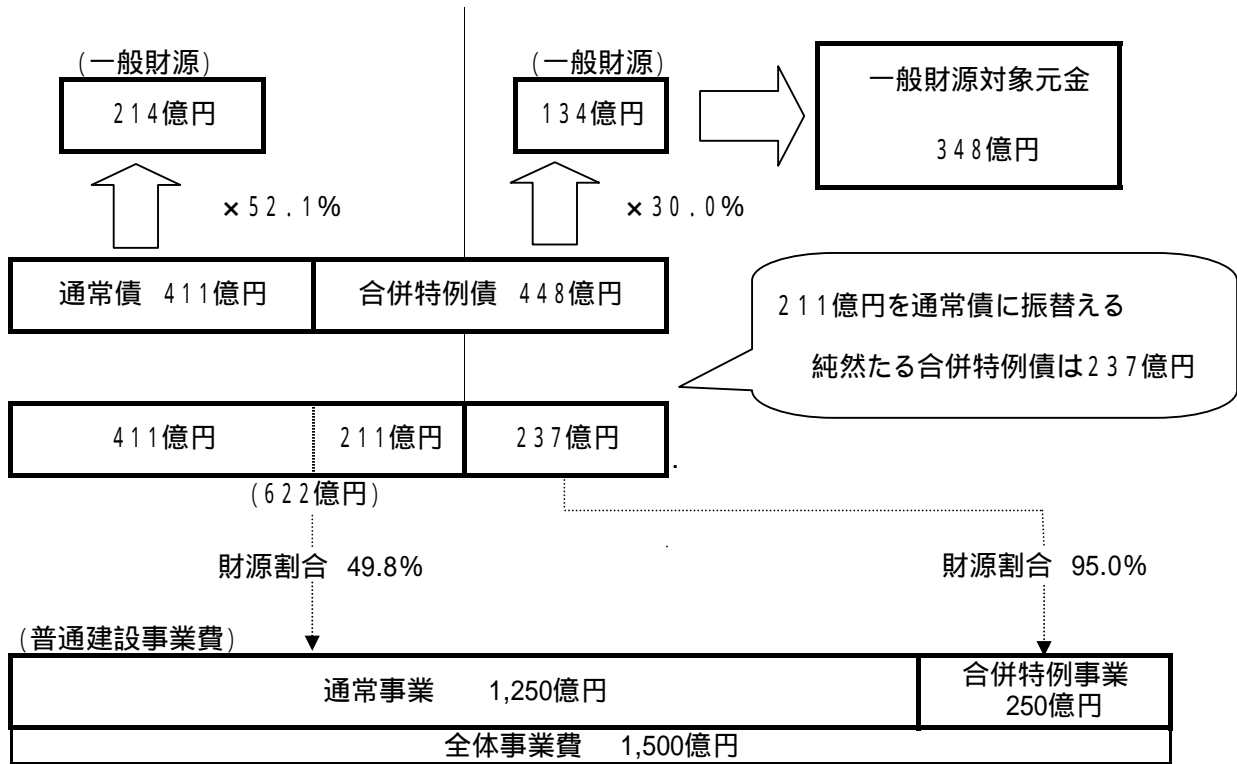 (一般財源)
214億円
(一般財源)
134億円
一般財源対象元金
348億円
×52.1%
×30.0%
通常債 411億円
合併特例債 448億円
211億円を通常債に振替える
純然たる合併特例債は237億円
411億円
211億円
237億円
(622億円)
財源割合 49.8%
財源割合 95.0%
(普通建設事業費)
通常事業 1,250億円
合併特例事業
250億円
全体事業費 1,500億円